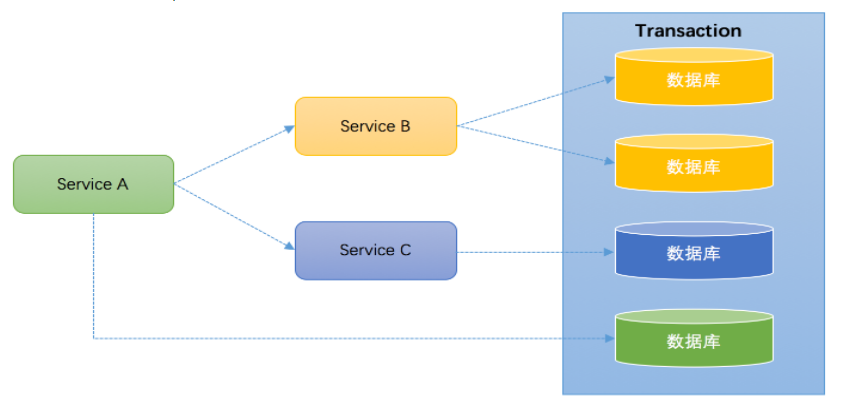 Transaction
数据库
Service B
数据库
Service A
Service C
数据库
数据库